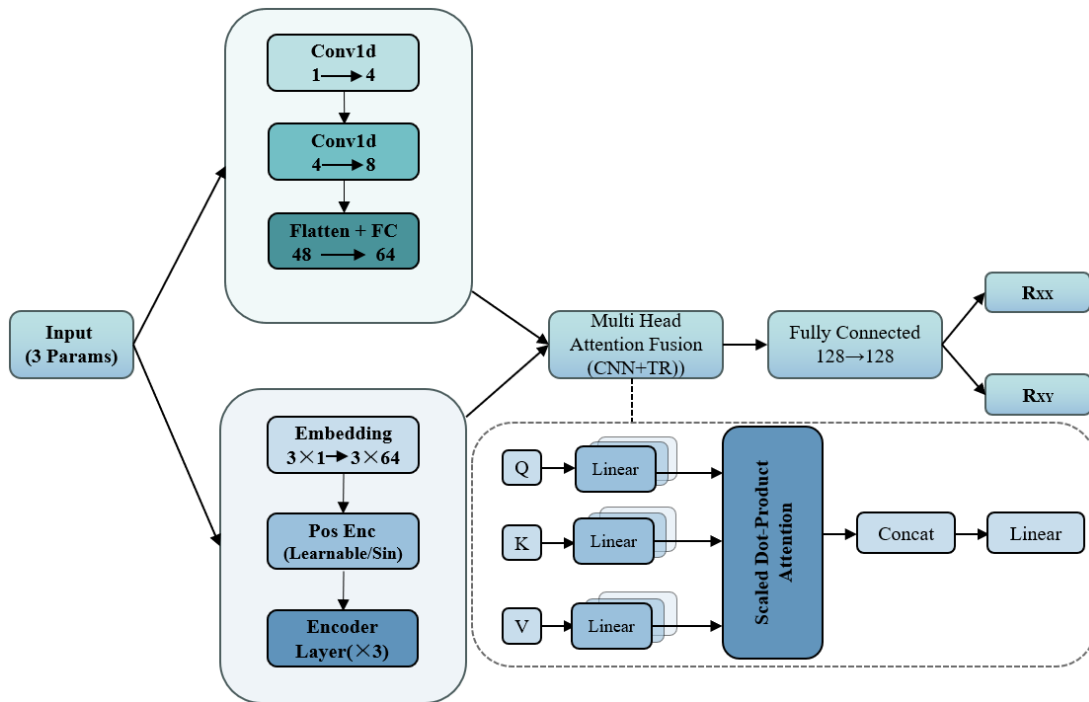 Conv1d
1→4
Conv1d
4→8
Flatten + FC
48 → 64
Input
(3 Params)
Embedding
3×1→3×64
Pos Enc
(Learnable/Sin)
Encoder
Layer(×3)
Multi Head
Attention Fusion
(CNN+TR))
Fully Connected
128→128
RXX
RXY
Q
Linear
K
Linear
V
Linear
Scaled Dot-Product
Attention
Concat
Linear